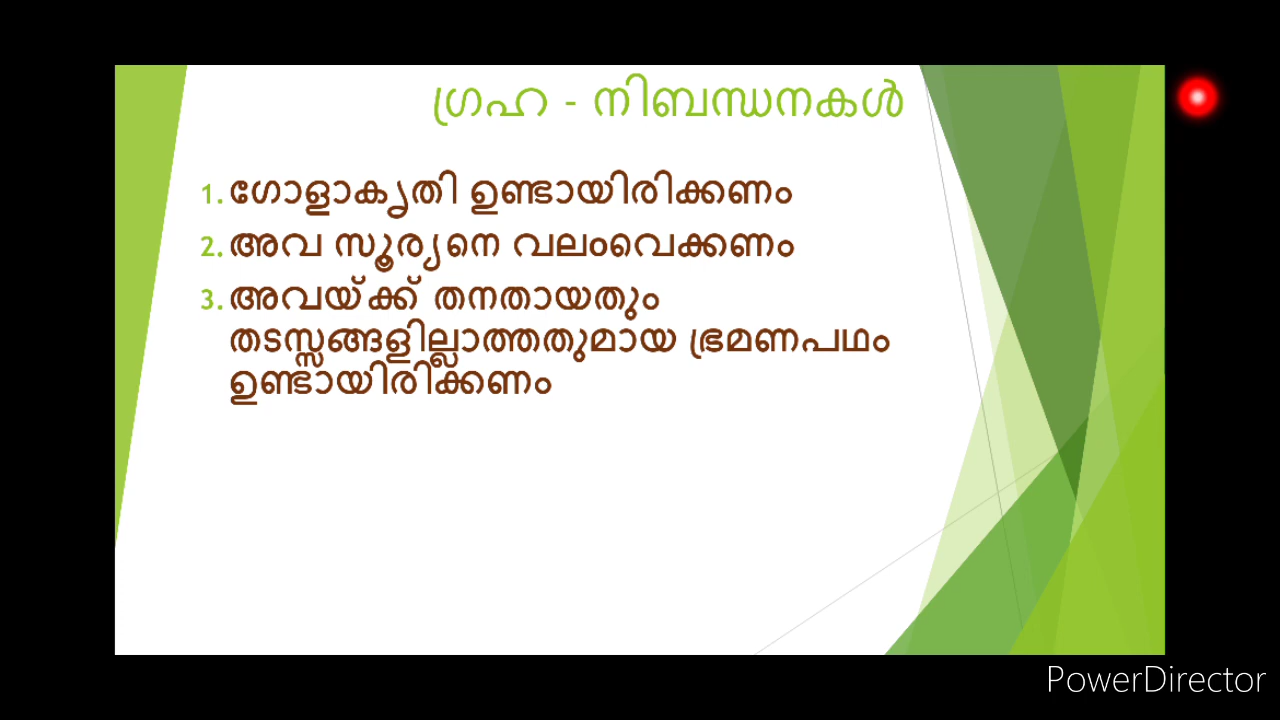 ഗ്രഹ - നിബന്ധനകൾ
1. ഗോളാകൃതി ഉണ്ടായിരിക്കണം
2. അവ സൂര്യനെ വലംവെക്കണം
3. അവയ്ക്ക് തനതായതും
തടസ്സങ്ങളില്ലാത്തതുമായ ഭ്രമണപഥം
ഉണ്ടായിരിക്കണം
PowerDirector